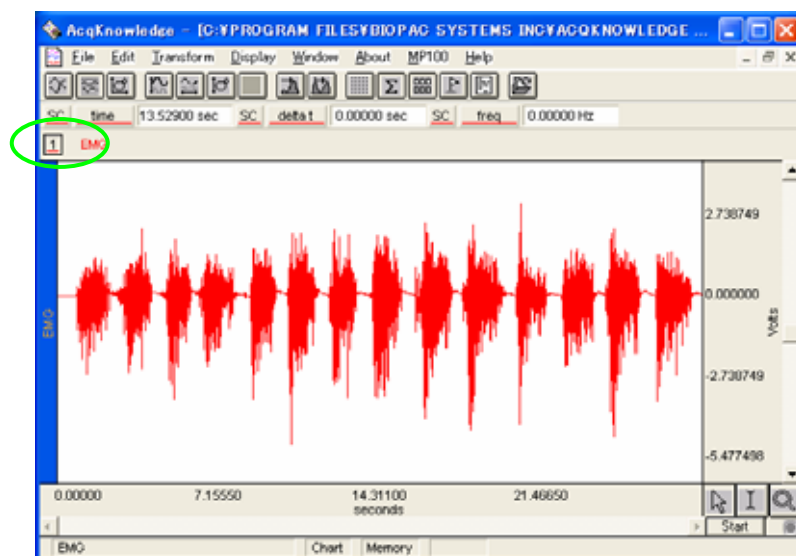 AcqKnowledge - [C:¥PROGRAM FILES¥BIOPAC SYSTEMS INC¥ACQKNOWLEDGE ...
File Edit Transform Display Window About MP100 Help
SC time 13.52900 sec SC delta t 0.00000 sec SC freq 0.00000 Hz
1 EMG
2.738749
0.000000
-2.738749
-5.477498
Volts
EMG
0.00000 7.15550 14.31100 21.46650
seconds
Start
EMG Chart Memory